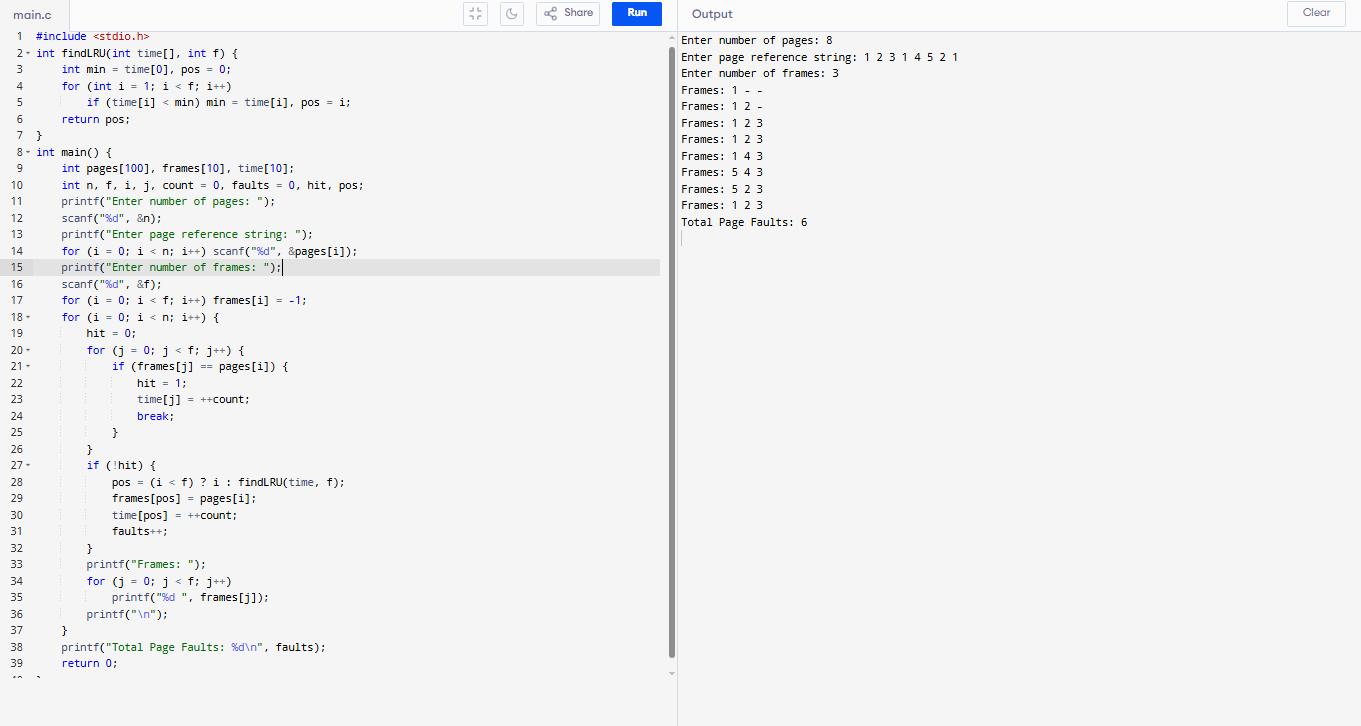 main.c
Share
Run
Output
Clear
1 #include <stdio.h>
2 int findLRU(int time[], int f) {
3     int min = time[0], pos = 0;
4     for (int i = 1; i < f; i++)
5         if (time[i] < min) min = time[i], pos = i;
6     return pos;
7 }
8 int main() {
9     int pages[100], frames[10], time[10];
10     int n, f, i, j, count = 0, faults = 0, hit, pos;
11     printf("Enter number of pages: ");
12     scanf("%d", &n);
13     printf("Enter page reference string: ");
14     for (i = 0; i < n; i++) scanf("%d", &pages[i]);
15     printf("Enter number of frames: ");
16     scanf("%d", &f);
17     for (i = 0; i < f; i++) frames[i] = -1;
18     for (i = 0; i < n; i++) {
19         hit = 0;
20         for (j = 0; j < f; j++) {
21             if (frames[j] == pages[i]) {
22                 hit = 1;
23                 time[j] = ++count;
24                 break;
25             }
26         }
27         if (!hit) {
28             pos = (i < f) ? i : findLRU(time, f);
29             frames[pos] = pages[i];
30             time[pos] = ++count;
31             faults++;
32         }
33         printf("Frames: ");
34         for (j = 0; j < f; j++)
35             printf("%d ", frames[j]);
36         printf("\n");
37     }
38     printf("Total Page Faults: %d\n", faults);
39     return 0;
Enter number of pages: 8
Enter page reference string: 1 2 3 1 4 5 2 1
Enter number of frames: 3
Frames: 1 - -
Frames: 1 2 -
Frames: 1 2 3
Frames: 1 2 3
Frames: 1 4 3
Frames: 5 4 3
Frames: 5 2 3
Frames: 1 2 3
Total Page Faults: 6